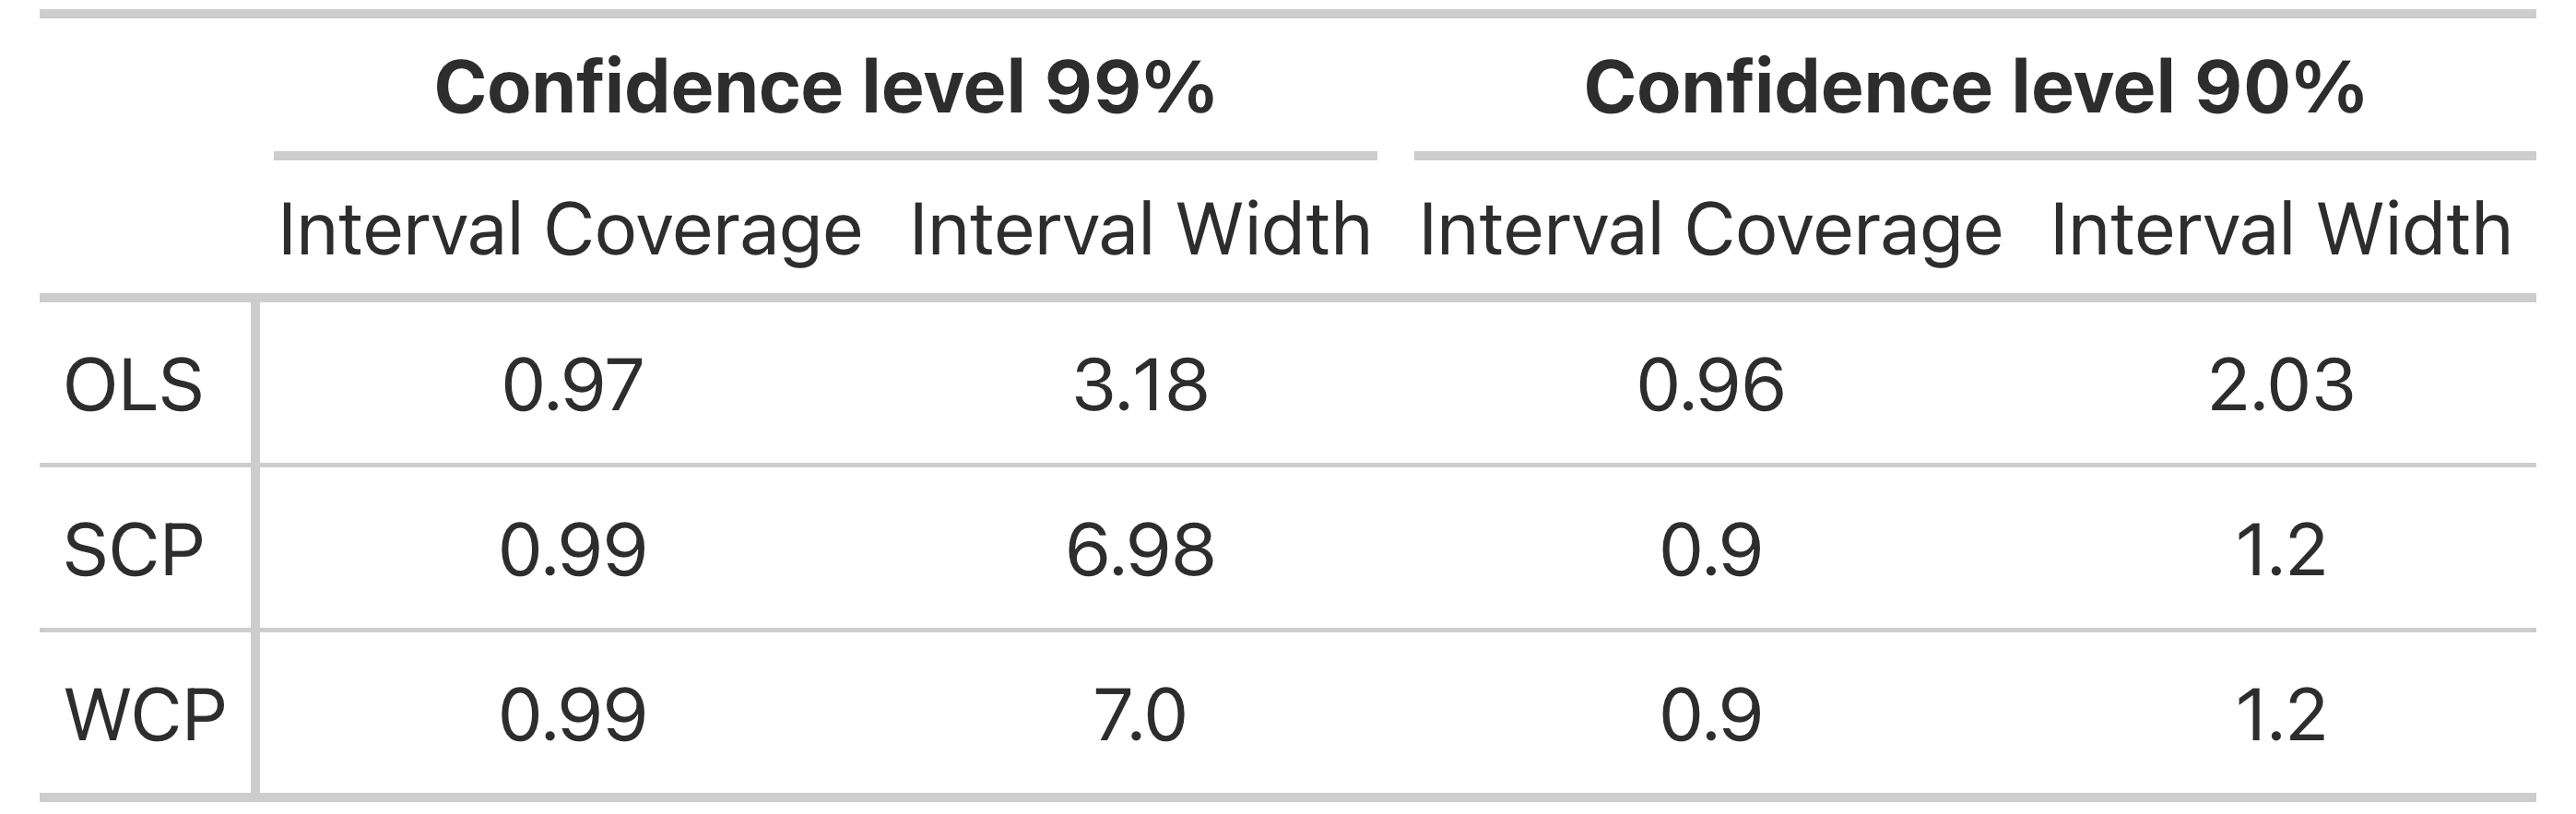 Confidence level 99% Confidence level 90%
Interval Coverage Interval Width Interval Coverage Interval Width
OLS 0.97 3.18 0.96 2.03
SCP 0.99 6.98 0.9 1.2
WCP 0.99 7.0 0.9 1.2